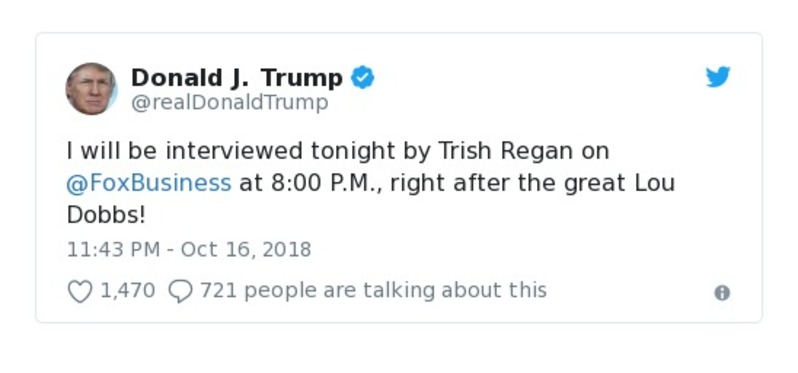 Donald J. Trump
@realDonaldTrump
I will be interviewed tonight by Trish Regan on
@FoxBusiness at 8:00 P.M., right after the great Lou
Dobbs!
11:43 PM - Oct 16, 2018
1,470 721 people are talking about this